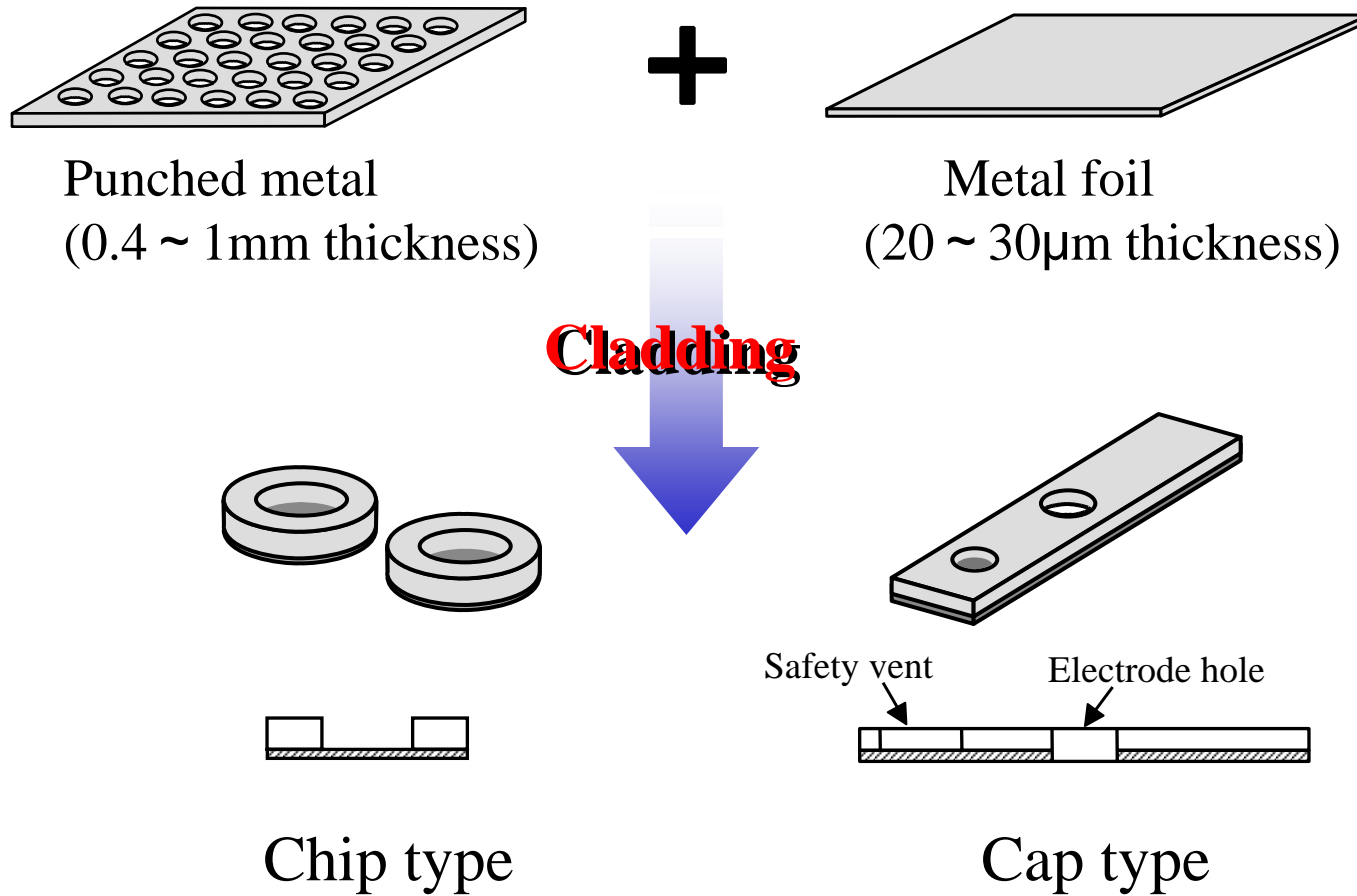 Punched metal
(0.4 ~ 1mm thickness)
Metal foil
(20 ~ 30μm thickness)
Cladding
Safety vent
Electrode hole
Chip type
Cap type